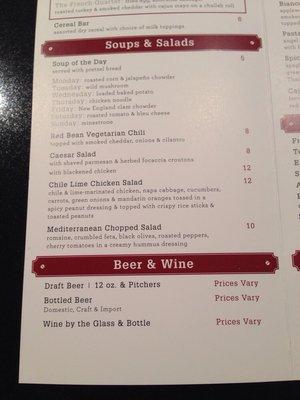 The French Quarter: fried egg,
roasted turkey & smoked cheddar with cajun mayo on a challah roll
Cereal Bar 8
assorted dry cereal with choice of milk toppings
Soups & Salads
Soup of the Day 5
served with pretzel bread
Monday: roasted corn & jalapeño chowder
Tuesday: wild mushroom
Wednesday: loaded baked potato
Thursday: chicken noodle
Friday: New England clam chowder
Saturday: roasted tomato & bleu cheese
Sunday: minestrone
Red Bean Vegetarian Chili 8
topped with smoked cheddar, onions & cilantro
Caesar Salad 8
with shaved parmesan & herbed focaccia croutons
with blackened chicken 12
Chile Lime Chicken Salad 12
chile & lime-marinated chicken, napa cabbage, cucumbers,
carrots, green onions & mandarin oranges tossed in a
spicy peanut dressing & topped with crispy rice sticks &
toasted peanuts
Mediterranean Chopped Salad 10
romaine, crumbled feta, black olives, roasted peppers,
cherry tomatoes in a creamy hummus dressing
Beer & Wine
Draft Beer | 12 oz. & Pitchers Prices Vary
Bottled Beer Prices Vary
Domestic, Craft & Import
Wine by the Glass & Bottle Prices Vary